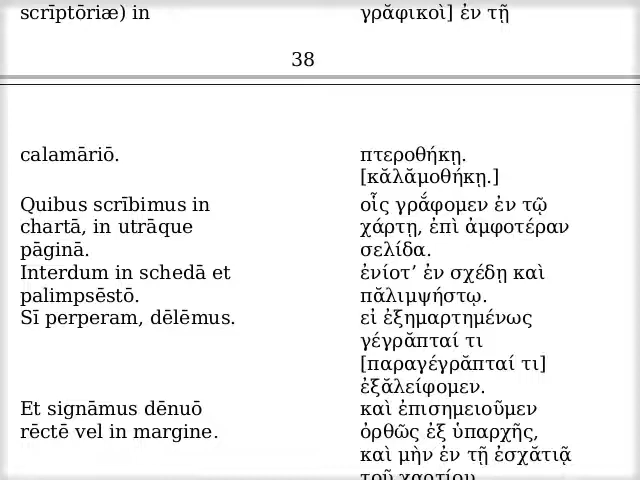 scrīptōriæ) in
γρᾰφικοὶ] ἐν τῇ
38
calamāriō.
Quibus scrībimus in
chartā, in utrāque
pāginā.
Interdum in schedā et
palimpsēstō.
Sī perperam, dēlēmus.
Et signāmus dēnuō
rēctē vel in margine.
πτεροθήκῃ.
[κᾰλᾰμοθήκῃ.]
οἷς γρᾰ́φομεν ἐν τῷ
χάρτῃ, ἐπὶ ἀμφοτέραν
σελίδα.
ἐνίοτ’ ἐν σχέδῃ καὶ
πᾰλιμψήστῳ.
εἰ ἐξημαρτημένως
γέγρᾰπταί τι
[παραγέγρᾰπταί τι]
ἐξᾰλείφομεν.
καὶ ἐπισημειοῦμεν
ὀρθῶς ἐξ ὑπαρχῆς,
καὶ μὴν ἐν τῇ ἐσχᾰτιᾷ
τοῦ χαρτίου